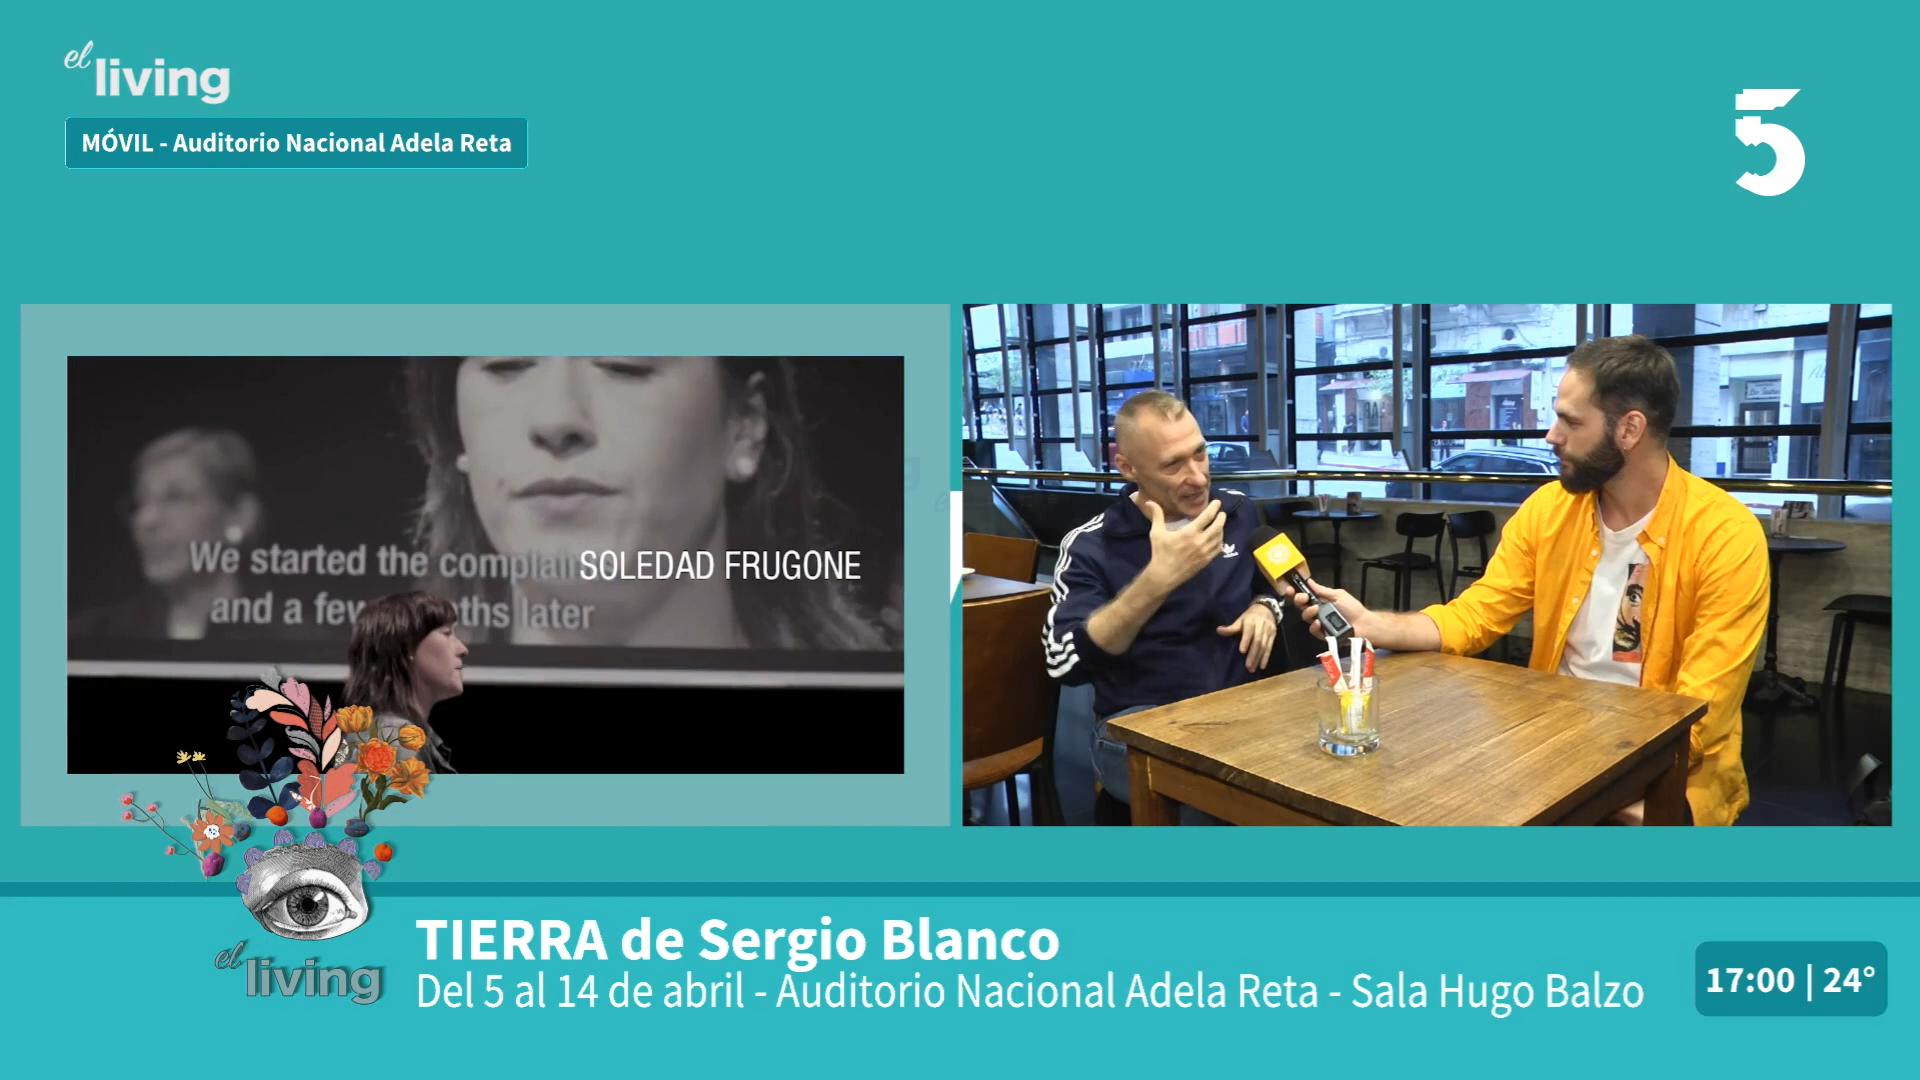 el living
MÓVIL - Auditorio Nacional Adela Reta
5
We started the complain
SOLEDAD FRUGONE
and a few
ths later
TIERRA de Sergio Blanco
Del 5 al 14 de abril - Auditorio Nacional Adela Reta - Sala Hugo Balzo
el living
17:00 | 24°